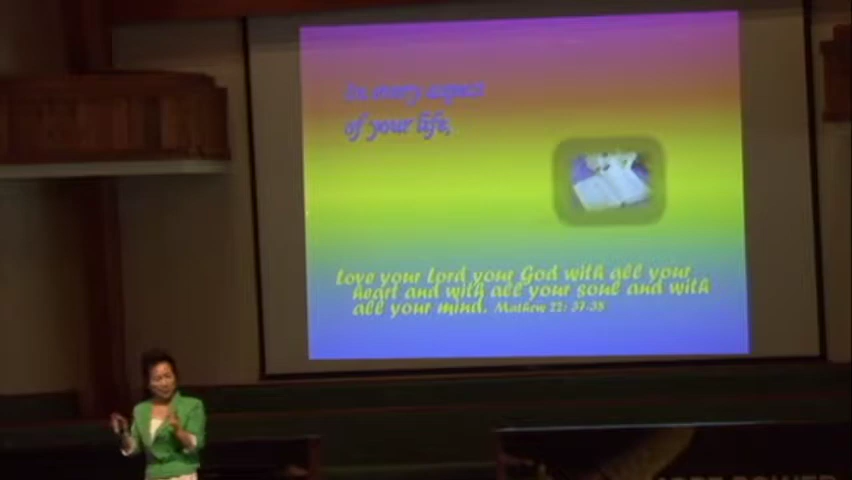 In every aspect
of your life,
Love your Lord your God with all your
heart and with all your soul and with
all your mind. Mathew 22: 37-38